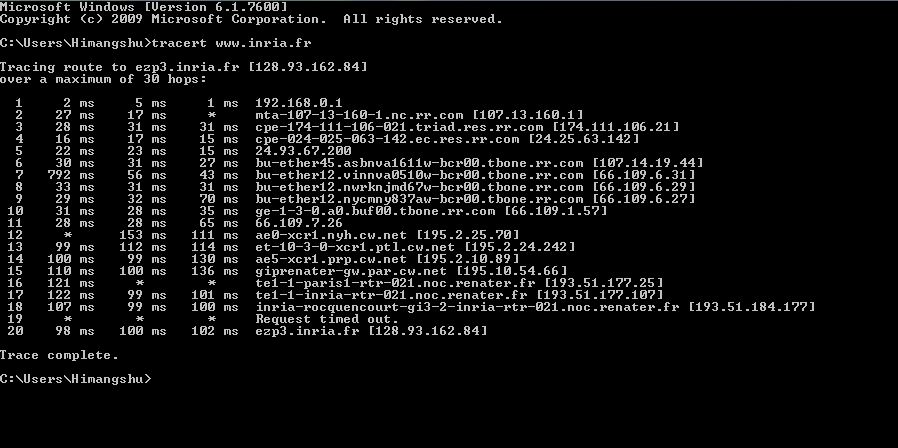 Microsoft Windows [Version 6.1.7600]
Copyright (c) 2009 Microsoft Corporation.  All rights reserved.
C:\Users\Himangshu>tracert www.inria.fr
Tracing route to ezp3.inria.fr [128.93.162.84]
over a maximum of 30 hops:
  1     2 ms     5 ms     1 ms  192.168.0.1
  2    27 ms    17 ms     *     mta-107-13-160-1.nc.rr.com [107.13.160.1]
  3    28 ms    31 ms    31 ms  cpe-174-111-106-021.triad.res.rr.com [174.111.106.21]
  4    16 ms    17 ms    15 ms  cpe-024-025-063-142.ec.res.rr.com [24.25.63.142]
  5    22 ms    23 ms    15 ms  24.93.67.200
  6    30 ms    31 ms    27 ms  bu-ether45.asbnva1611w-bcr00.tbone.rr.com [107.14.19.44]
  7   792 ms    56 ms    43 ms  bu-ether12.vinnva0510w-bcr00.tbone.rr.com [66.109.6.31]
  8    33 ms    31 ms    31 ms  bu-ether12.nwrknjmd67w-bcr00.tbone.rr.com [66.109.6.29]
  9    29 ms    32 ms    70 ms  bu-ether12.nycmny837aw-bcr00.tbone.rr.com [66.109.6.27]
 10    31 ms    28 ms    35 ms  ge-1-3-0.a0.buf00.tbone.rr.com [66.109.1.57]
 11    28 ms    28 ms    65 ms  66.109.7.26
 12     *      153 ms   111 ms  ae0-xcr1.nyh.cw.net [195.2.25.70]
 13    99 ms   112 ms   114 ms  et-10-3-0-xcr1.ptl.cw.net [195.2.24.242]
 14   100 ms    99 ms   130 ms  ae5-xcr1.prp.cw.net [195.2.10.89]
 15   110 ms   100 ms   136 ms  giprenater-gw.par.cw.net [195.10.54.66]
 16   121 ms     *        *     te1-1-paris1-rtr-021.noc.renater.fr [193.51.177.25]
 17   122 ms    99 ms   101 ms  te1-1-inria-rtr-021.noc.renater.fr [193.51.177.107]
 18   107 ms    99 ms   100 ms  inria-rocquencourt-gi3-2-inria-rtr-021.noc.renater.fr [193.51.184.177]
 19     *        *        *     Request timed out.
 20    98 ms   100 ms   102 ms  ezp3.inria.fr [128.93.162.84]
Trace complete.
C:\Users\Himangshu>